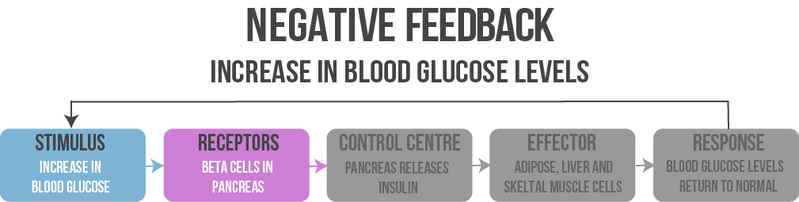 NEGATIVE FEEDBACK
INCREASE IN BLOOD GLUCOSE LEVELS
STIMULUS
INCREASE IN
BLOOD GLUCOSE
RECEPTORS
BETA CELLS IN
PANCREAS
CONTROL CENTRE
PANCREAS RELEASES
INSULIN
EFFECTOR
ADIPOSE, LIVER AND
SKELTAL MUSCLE CELLS
RESPONSE
BLOOD GLUCOSE LEVELS
RETURN TO NORMAL